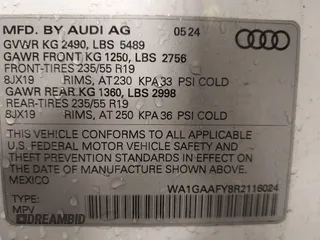 MFD. BY AUDI AG 05 24
GVWR KG 2490, LBS 5489
GAWR FRONT KG 1250, LBS 2756
FRONT-TIRES 235/55 R19
8JX19 RIMS, AT 230 KPA 33 PSI COLD
GAWR REAR.KG 1360, LBS 2998
REAR-TIRES 235/55 R19
8JX19 RIMS, AT 250 KPA 36 PSI COLD
THIS VEHICLE CONFORMS TO ALL APPLICABLE
U.S. FEDERAL MOTOR VEHICLE SAFETY
AND THEFT PREVENTION STANDARDS IN EFFECT
ON THE DATE OF MANUFACTURE SHOWN ABOVE.
MEXICO WA1GAAFY8R2116024
TYPE:
MPV
DREAMBID